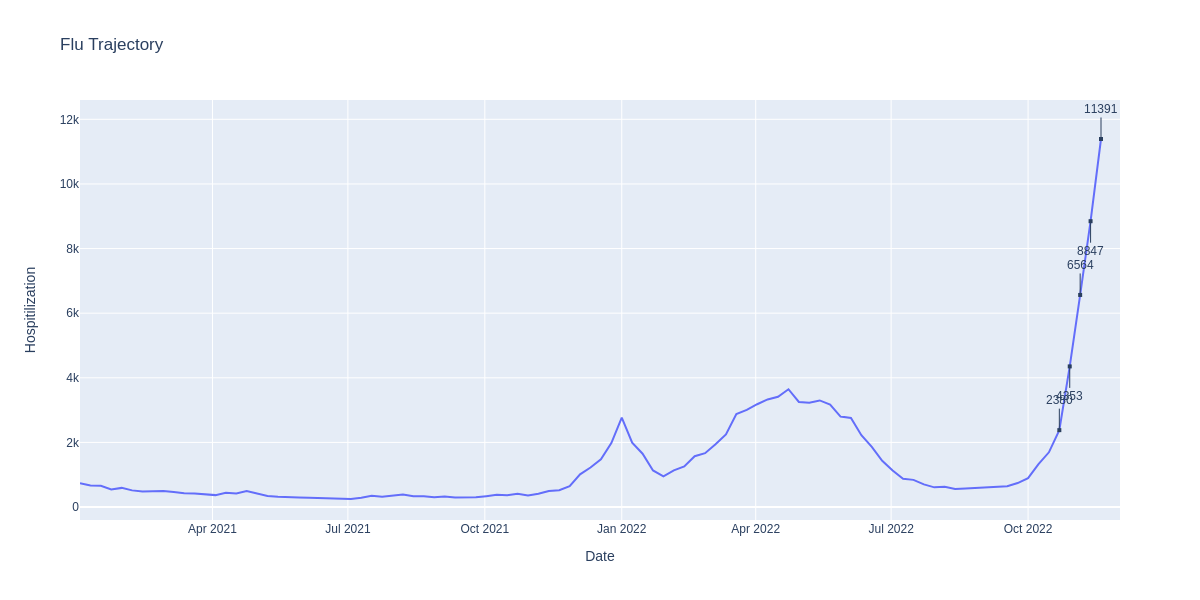 Flu Trajectory
12k
10k
8k
6k
4k
2k
0
Hospitilization
11391
8847
6564
4353
Apr 2021
Jul 2021
Oct 2021
Jan 2022
Apr 2022
Jul 2022
Oct 2022
Date